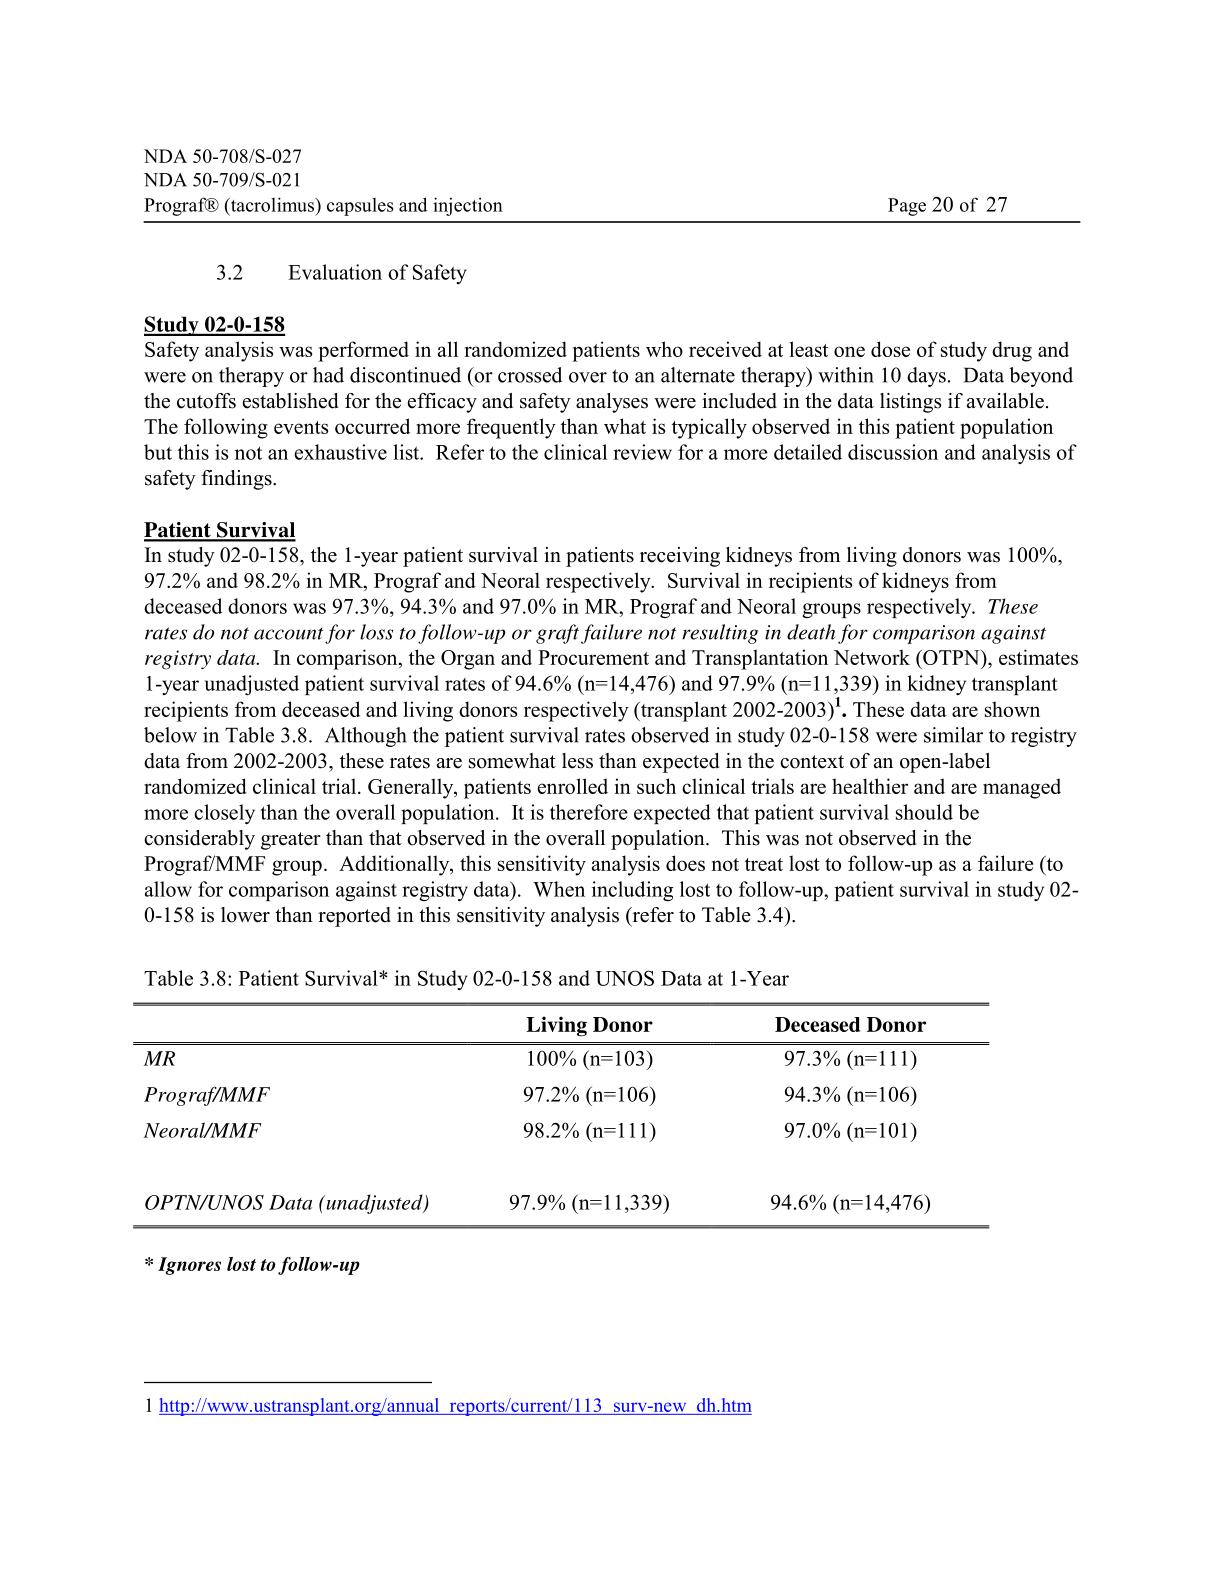 NDA 50-708/S-027
NDA 50-709/S-021
Prograf® (tacrolimus) capsules and injection Page 20 of 27
3.2 Evaluation of Safety
Study 02-0-158
Safety analysis was performed in all randomized patients who received at least one dose of study drug and
were on therapy or had discontinued (or crossed over to an alternate therapy) within 10 days. Data beyond
the cutoffs established for the efficacy and safety analyses were included in the data listings if available.
The following events occurred more frequently than what is typically observed in this patient population
but this is not an exhaustive list. Refer to the clinical review for a more detailed discussion and analysis of
safety findings.
Patient Survival
In study 02-0-158, the 1-year patient survival in patients receiving kidneys from living donors was 100%,
97.2% and 98.2% in MR, Prograf and Neoral respectively. Survival in recipients of kidneys from
deceased donors was 97.3%, 94.3% and 97.0% in MR, Prograf and Neoral groups respectively. These
rates do not account for loss to follow-up or graft failure not resulting in death for comparison against
registry data. In comparison, the Organ and Procurement and Transplantation Network (OTPN), estimates
1-year unadjusted patient survival rates of 94.6% (n=14,476) and 97.9% (n=11,339) in kidney transplant
recipients from deceased and living donors respectively (transplant 2002-2003)1. These data are shown
below in Table 3.8. Although the patient survival rates observed in study 02-0-158 were similar to registry
data from 2002-2003, these rates are somewhat less than expected in the context of an open-label
randomized clinical trial. Generally, patients enrolled in such clinical trials are healthier and are managed
more closely than the overall population. It is therefore expected that patient survival should be
considerably greater than that observed in the overall population. This was not observed in the
Prograf/MMF group. Additionally, this sensitivity analysis does not treat lost to follow-up as a failure (to
allow for comparison against registry data). When including lost to follow-up, patient survival in study 02-
0-158 is lower than reported in this sensitivity analysis (refer to Table 3.4).
Table 3.8: Patient Survival* in Study 02-0-158 and UNOS Data at 1-Year
Living Donor Deceased Donor
MR 100% (n=103) 97.3% (n=111)
Prograf/MMF 97.2% (n=106) 94.3% (n=106)
Neoral/MMF 98.2% (n=111) 97.0% (n=101)
OPTN/UNOS Data (unadjusted) 97.9% (n=11,339) 94.6% (n=14,476)
* Ignores lost to follow-up
1 http://www.ustransplant.org/annual_reports/current/113_surv-new_dh.htm